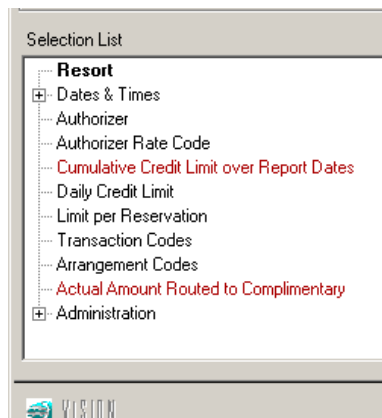 Selection List
Resort
Dates & Times
Authorizer
Authorizer Rate Code
Cumulative Credit Limit over Report Dates
Daily Credit Limit
Limit per Reservation
Transaction Codes
Arrangement Codes
Actual Amount Routed to Complimentary
Administration
VISION